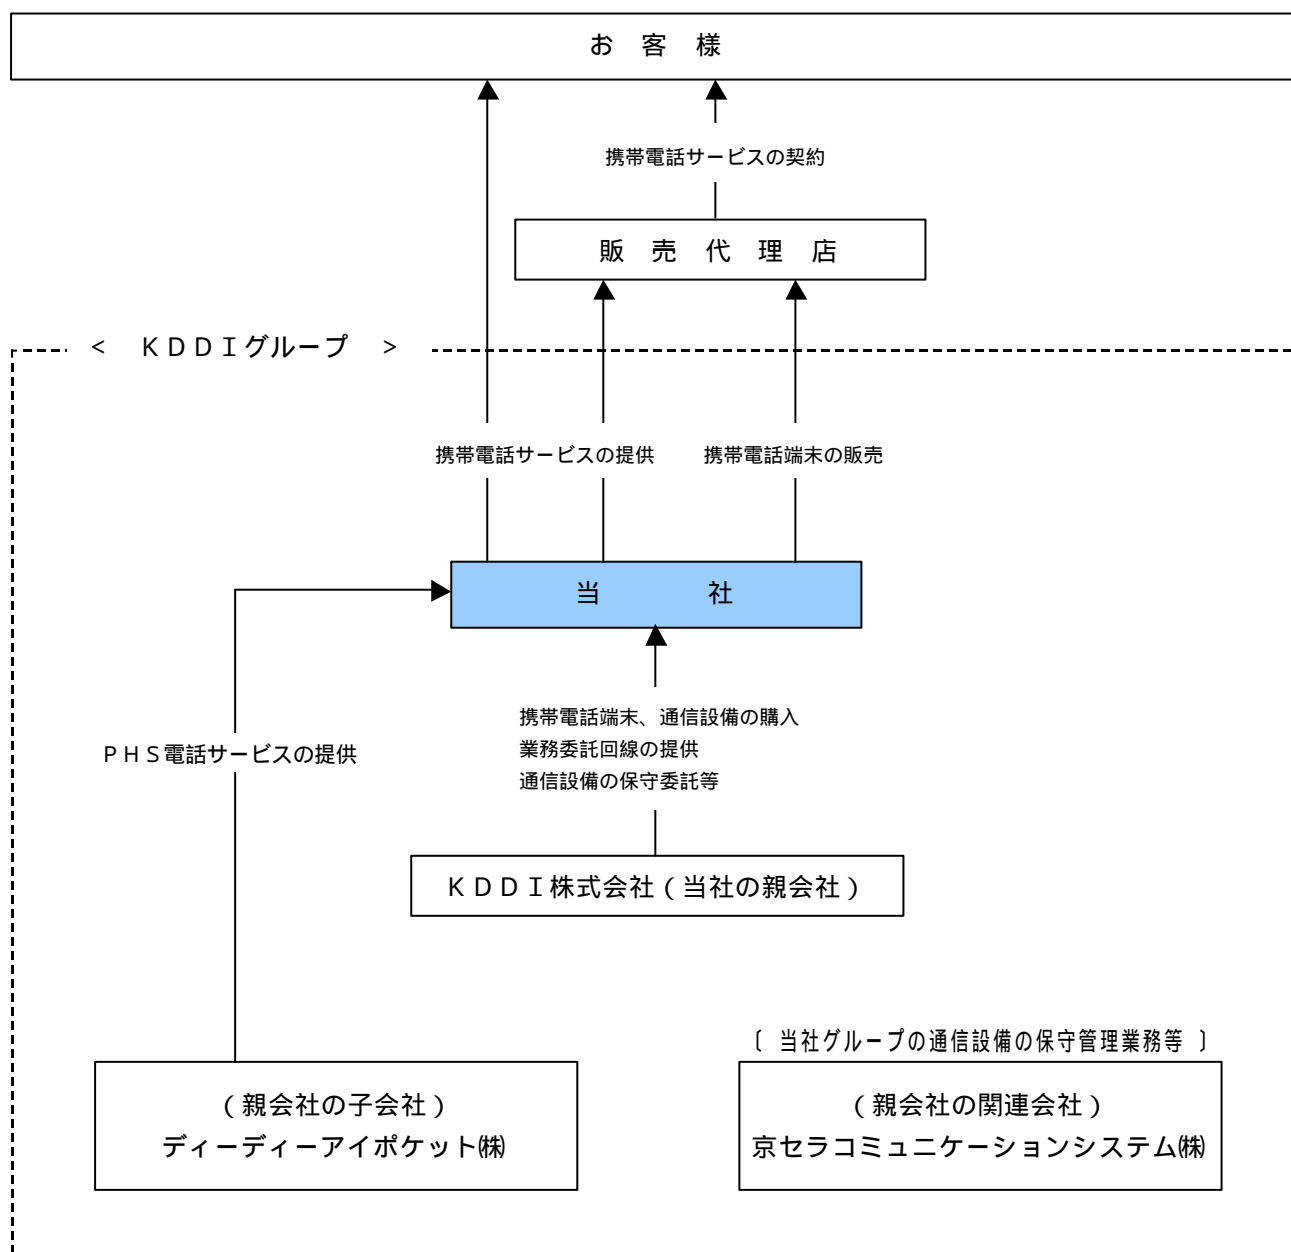 お 客 様
携帯電話サービスの契約
販 売 代 理 店
< ＫＤＤＩグループ >
携帯電話サービスの提供
携帯電話端末の販売
当 社
携帯電話端末、通信設備の購入
業務委託回線の提供
通信設備の保守委託等
ＰＨＳ電話サービスの提供
ＫＤＤＩ株式会社(当社の親会社)
〔 当社グループの通信設備の保守管理業務等 〕
(親会社の子会社)
ディーディーアイポケット㈱
(親会社の関連会社)
京セラコミュニケーションシステム㈱